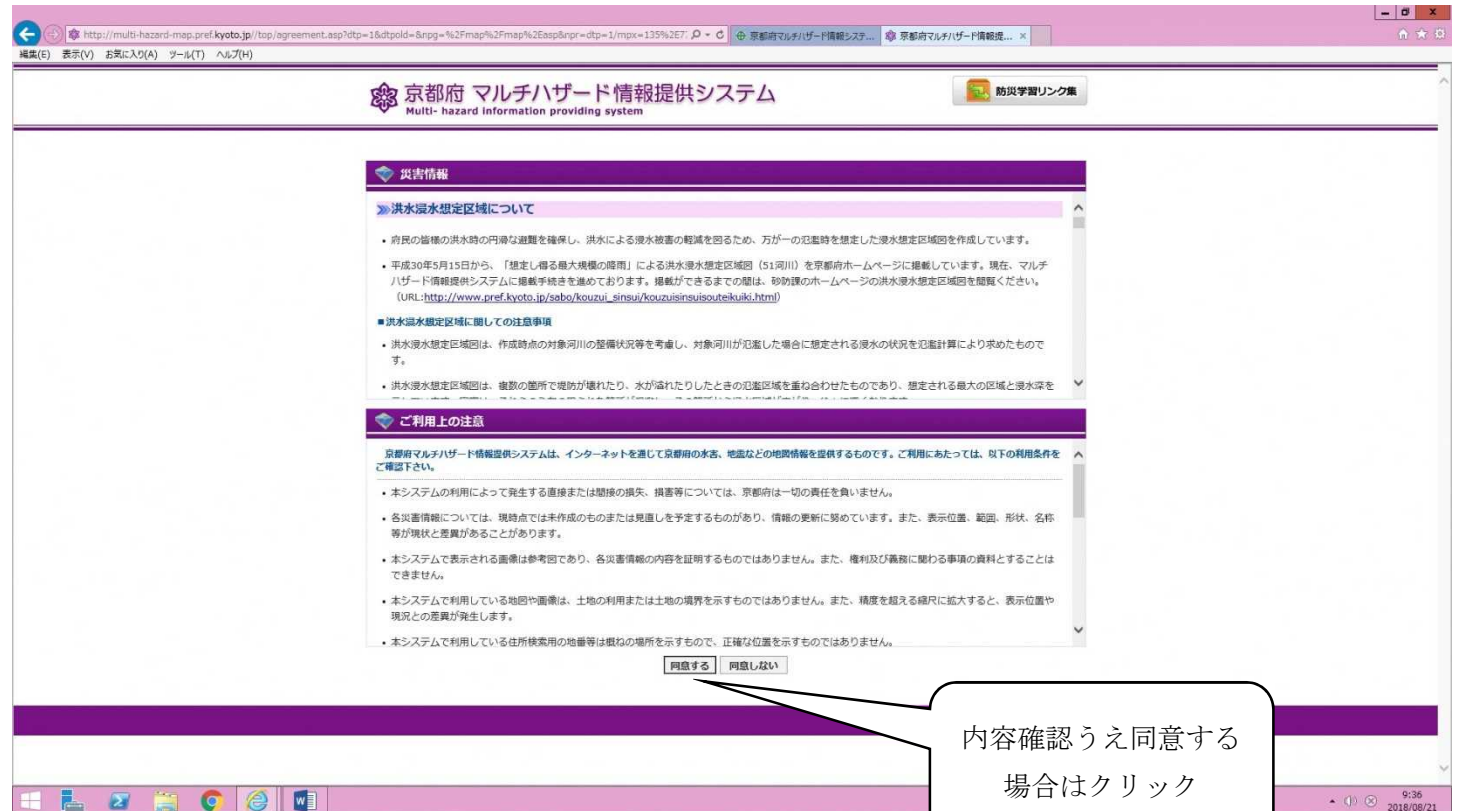 http://multi-hazard-map.pref.kyoto.jp//top/agreement.asp?dtp=1&dtpold=&npg=%2Fmap%2Fmap%2Easp&npr=dtp=1/mpx=135%2E7
京都府マルチハザード情報システ...
京都府マルチハザード情報提... ×
編集(E) 表示(V) お気に入り(A) ツール(T) ヘルプ(H)
京都府 マルチハザード情報提供システム
Multi- hazard information providing system
防災学習リンク集
災害情報
洪水浸水想定区域について
• 府民の皆様の洪水時の円滑な避難を確保し、洪水による浸水被害の軽減を図るため、万が一の氾濫時を想定した浸水想定区域図を作成しています。
• 平成30年5月15日から、「想定し得る最大規模の降雨」による洪水浸水想定区域図（51河川）を京都府ホームページに掲載しています。現在、マルチ
ハザード情報提供システムに掲載手続きを進めております。掲載ができるまでの間は、砂防課のホームページの洪水浸水想定区域図を閲覧ください。
（URL:http://www.pref.kyoto.jp/sabo/kouzui_sinsui/kouzuisinsuisouteikuiki.html）
■洪水浸水想定区域に関しての注意事項
• 洪水浸水想定区域図は、作成時点の対象河川の整備状況等を考慮し、対象河川が氾濫した場合に想定される浸水の状況を氾濫計算により求めたもので
す。
• 洪水浸水想定区域図は、複数の箇所で堤防が壊れたり、水が溢れたりしたときの氾濫区域を重ね合わせたものであり、想定される最大の区域と浸水深を
ご利用上の注意
京都府マルチハザード情報提供システムは、インターネットを通じて京都府の水害、地震などの地図情報を提供するものです。ご利用にあたっては、以下の利用条件を
ご確認下さい。
• 本システムの利用によって発生する直接または間接の損失、損害等については、京都府は一切の責任を負いません。
• 各災害情報については、現時点では未作成のものまたは見直しを予定するものがあり、情報の更新に努めています。また、表示位置、範囲、形状、名称
等が現状と差異があることがあります。
• 本システムで表示される画像は参考図であり、各災害情報の内容を証明するものではありません。また、権利及び義務に関わる事項の資料とすることは
できません。
• 本システムで利用している地図や画像は、土地の利用または土地の境界を示すものではありません。また、精度を超える縮尺に拡大すると、表示位置や
現況との差異が発生します。
• 本システムで利用している住所検索用の地番等は概ねの場所を示すもので、正確な位置を示すものではありません。
同意する 同意しない
内容確認うえ同意する
場合はクリック
9:36
2018/08/21